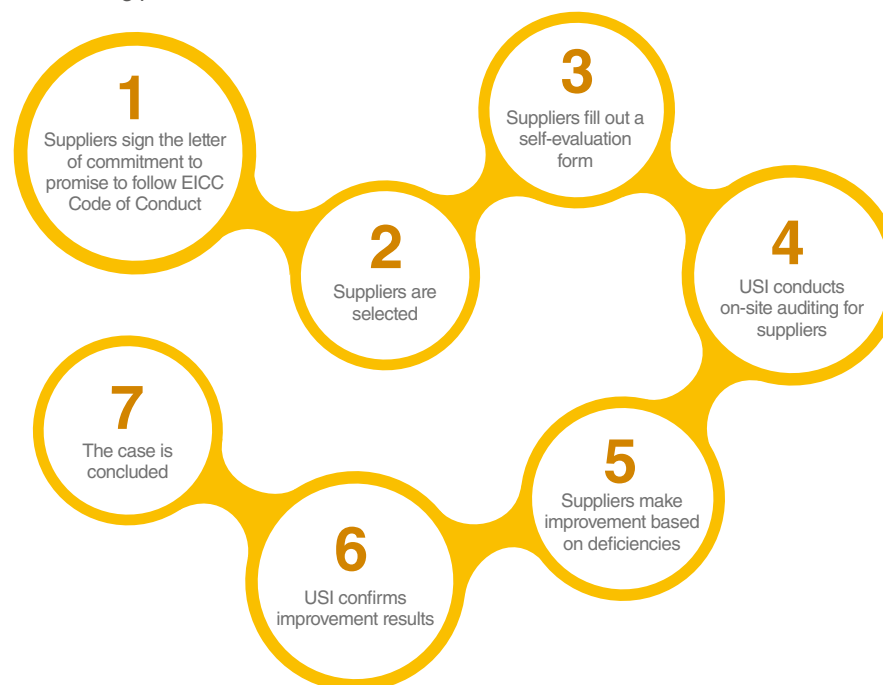 1
Suppliers sign the letter
of commitment to
promise to follow EICC
Code of Conduct
2
Suppliers are
selected
3
Suppliers fill out a
self-evaluation
form
4
USI conducts
on-site auditing for
suppliers
5
Suppliers make
improvement based
on deficiencies
6
USI confirms
improvement results
7
The case is
concluded